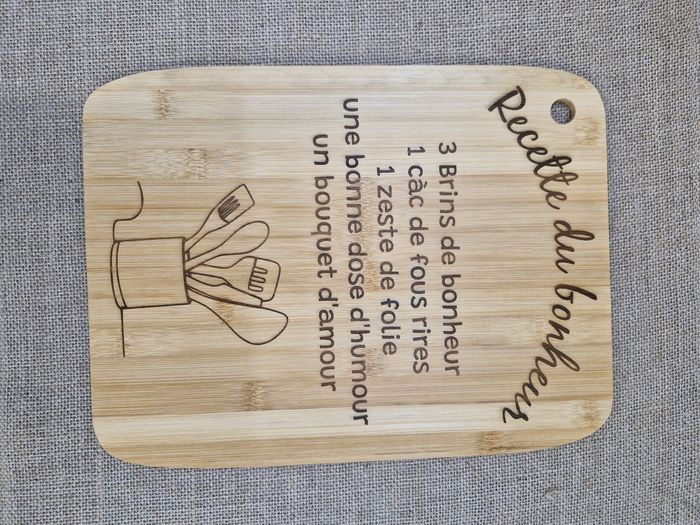 Recette du bonheur
3 Brins de bonheur
1 càc de fous rires
1 zeste de folie
une bonne dose d'humour
un bouquet d'amour